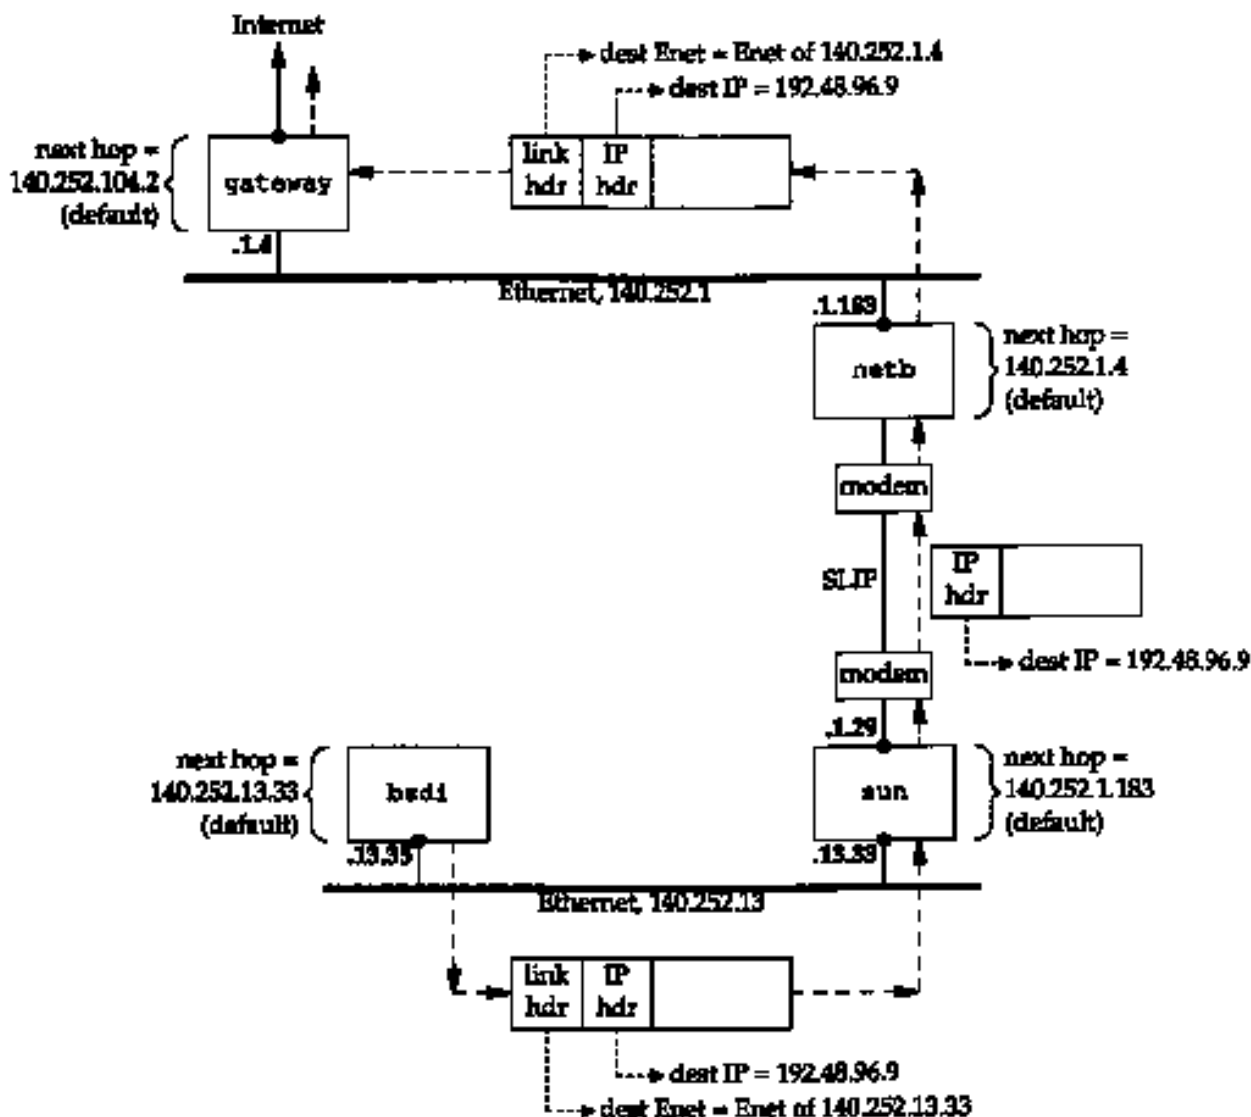 Internet
dest Enet = Enet of 140.252.1.4
dest IP = 192.48.96.9
next hop =
140.252.104.2
(default)
gateway
link
hdr
IP
hdr
.1.4
Ethernet, 140.252.1
.1.183
netb
next hop =
140.252.1.4
(default)
modem
SLIP
IP
hdr
dest IP = 192.48.96.9
modem
.1.29
next hop =
140.252.13.33
(default)
bsdi
sun
next hop =
140.252.1.183
(default)
.13.35
.13.33
Ethernet, 140.252.13
link
hdr
IP
hdr
dest IP = 192.48.96.9
dest Enet = Enet of 140.252.13.33